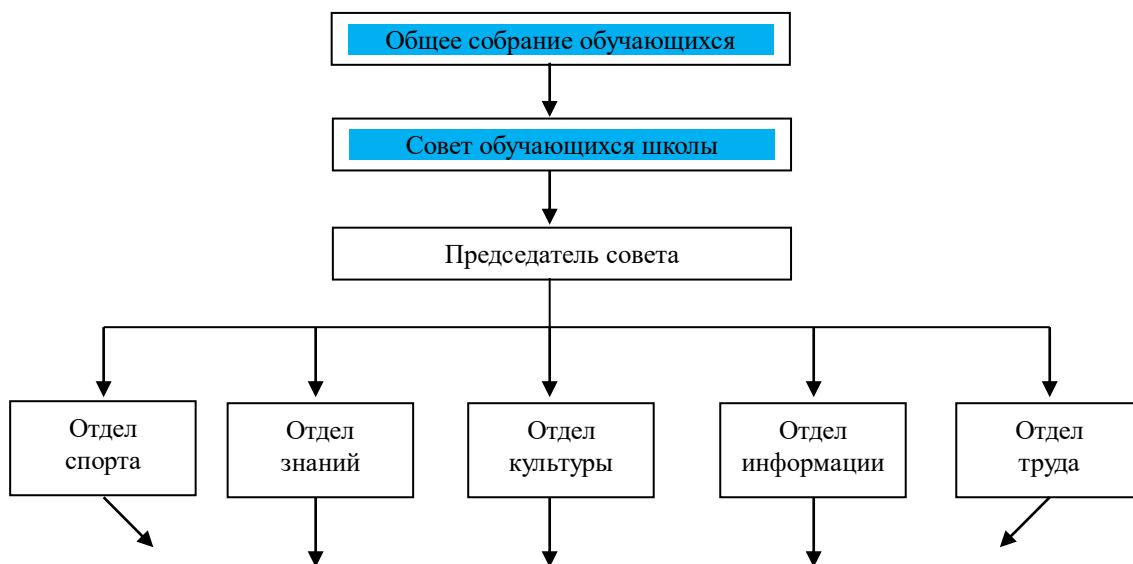 Общее собрание обучающихся
Совет обучающихся школы
Председатель совета
Отдел
спорта
Отдел
знаний
Отдел
культуры
Отдел
информации
Отдел
труда